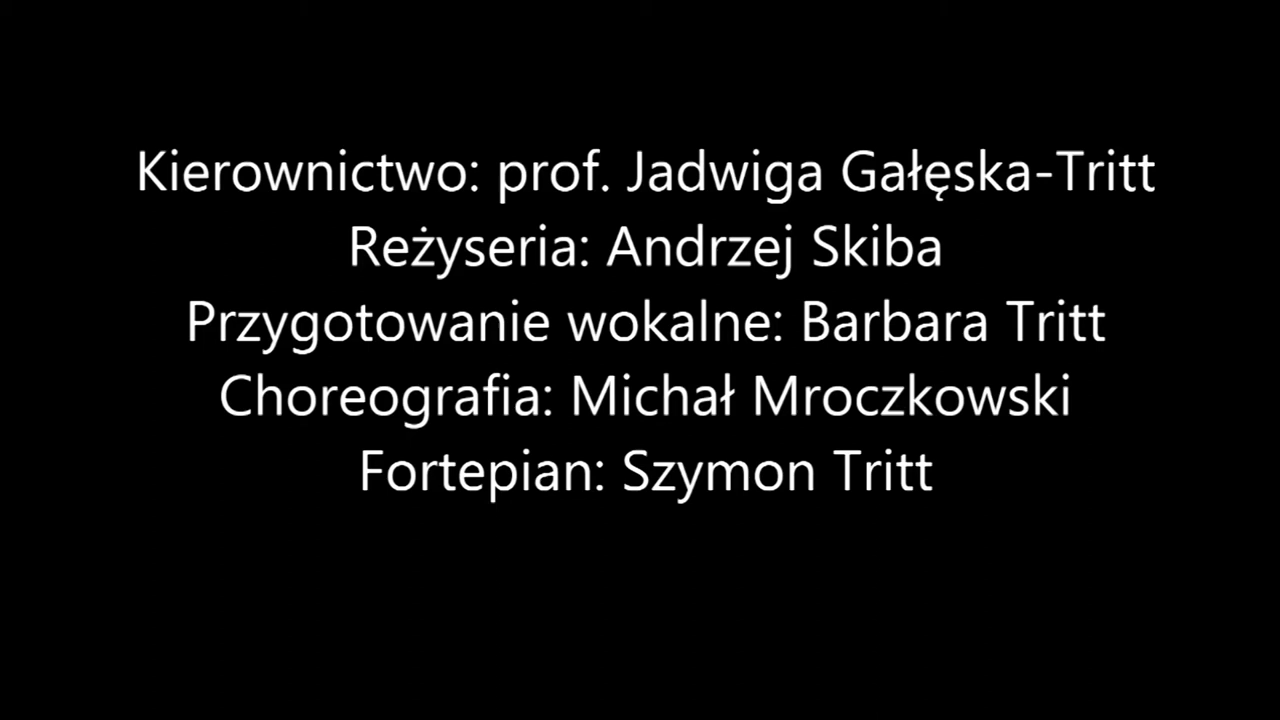 Kierownictwo: prof. Jadwiga Gałęska-Tritt
Reżyseria: Andrzej Skiba
Przygotowanie wokalne: Barbara Tritt
Choreografia: Michał Mroczkowski
Fortepian: Szymon Tritt